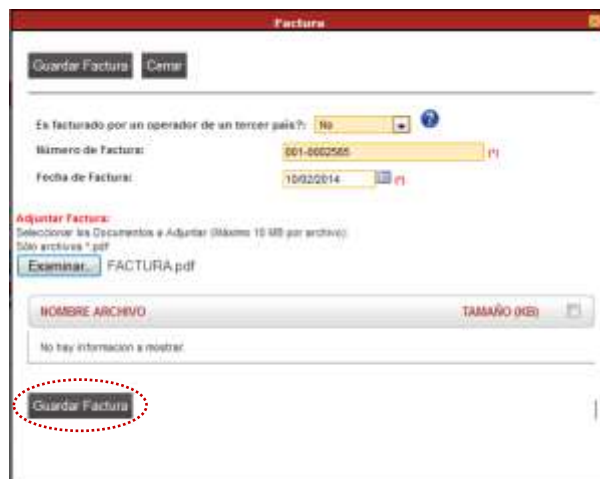 Factura
Guardar Factura Cerrar
Es facturado por un operador de un tercer país?: No
Número de Factura: 001-0002565 (*)
Fecha de Factura: 10/02/2014 (*)
Adjuntar Factura:
Seleccionar los Documentos a Adjuntar (Máximo 10 MB por archivo).
Sólo archivos *.pdf
Examinar... FACTURA.pdf
NOMBRE ARCHIVO TAMAÑO (KB)
No hay informacion a mostrar.
Guardar Factura